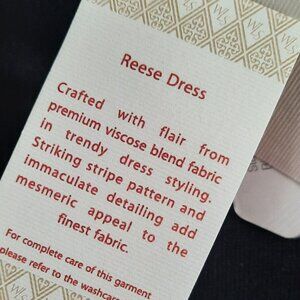 Reese Dress
Crafted with flair from
premium viscose blend fabric
in trendy dress styling.
Striking stripe pattern and
immaculate detailing add
mesmeric appeal to the
finest fabric.
For complete care of this garment
please refer to the washcar